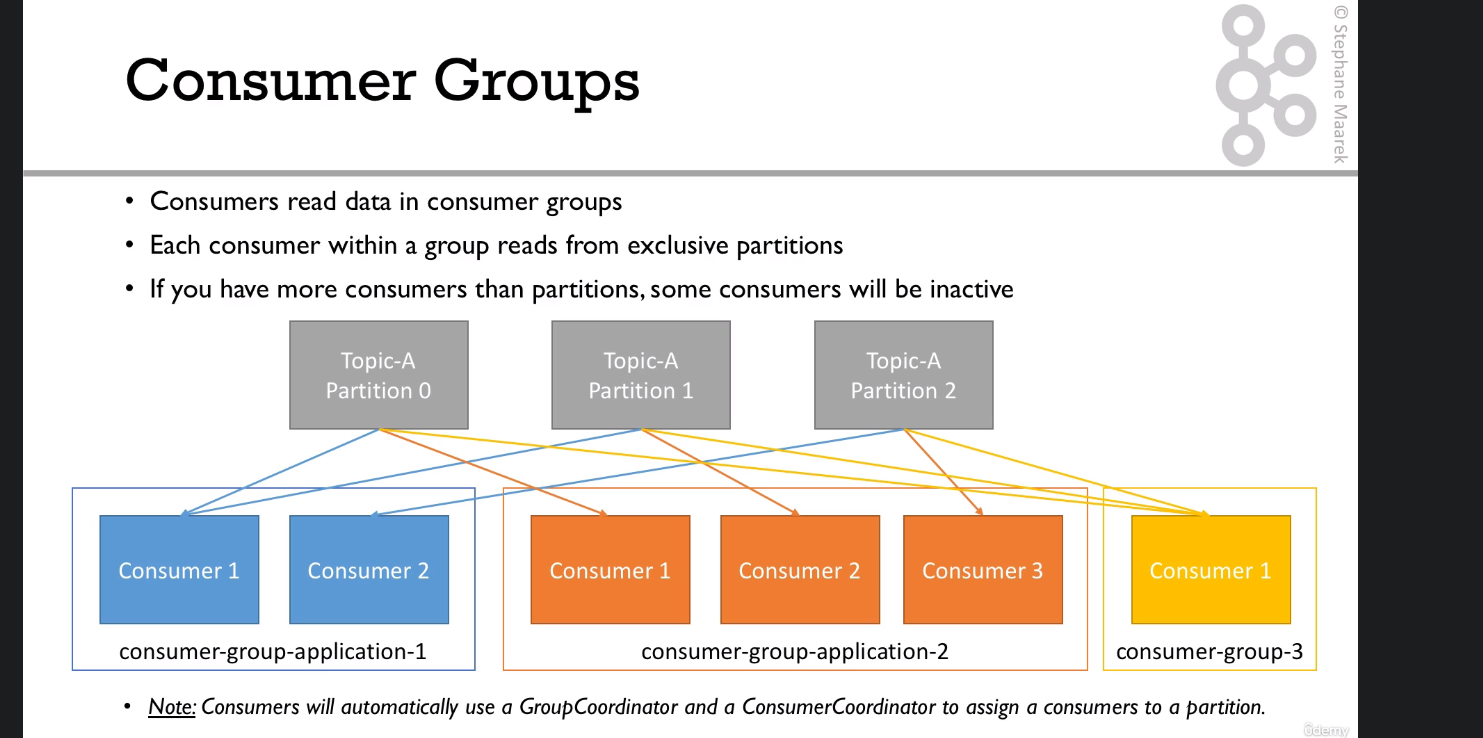 Consumer Groups
© Stephane Maarek
• Consumers read data in consumer groups
• Each consumer within a group reads from exclusive partitions
• If you have more consumers than partitions, some consumers will be inactive
Topic-A
Partition 0
Topic-A
Partition 1
Topic-A
Partition 2
Consumer 1
Consumer 2
consumer-group-application-1
Consumer 1
Consumer 2
Consumer 3
consumer-group-application-2
Consumer 1
consumer-group-3
• Note: Consumers will automatically use a GroupCoordinator and a ConsumerCoordinator to assign a consumers to a partition.
ûdemy